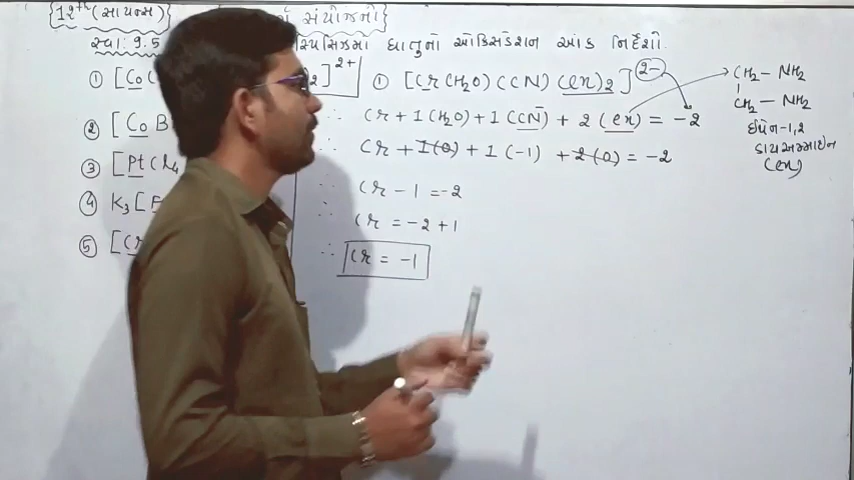 12th (સાયન્સ) સંયોજનો
સ્વા: 9.5 સ્પિસિઝમાં ધાતુનો ઓક્સિડેશન આંક નિર્દેશો.
① [Co ]2+
② [Co B
③ [PtCl4
④ K3[F
⑤ [Cr
① [Cr(H2O)(CN)(en)2]2-
∴ Cr + 1(H2O) + 1(CN̄) + 2(en) = -2
∴ Cr + 1(0) + 1(-1) + 2(0) = -2
∴ Cr - 1 = -2
∴ Cr = -2 + 1
∴ Cr = -1
CH2 - NH2
|
CH2 - NH2
ઈથેન-1,2
ડાયએમાઈન
(en)